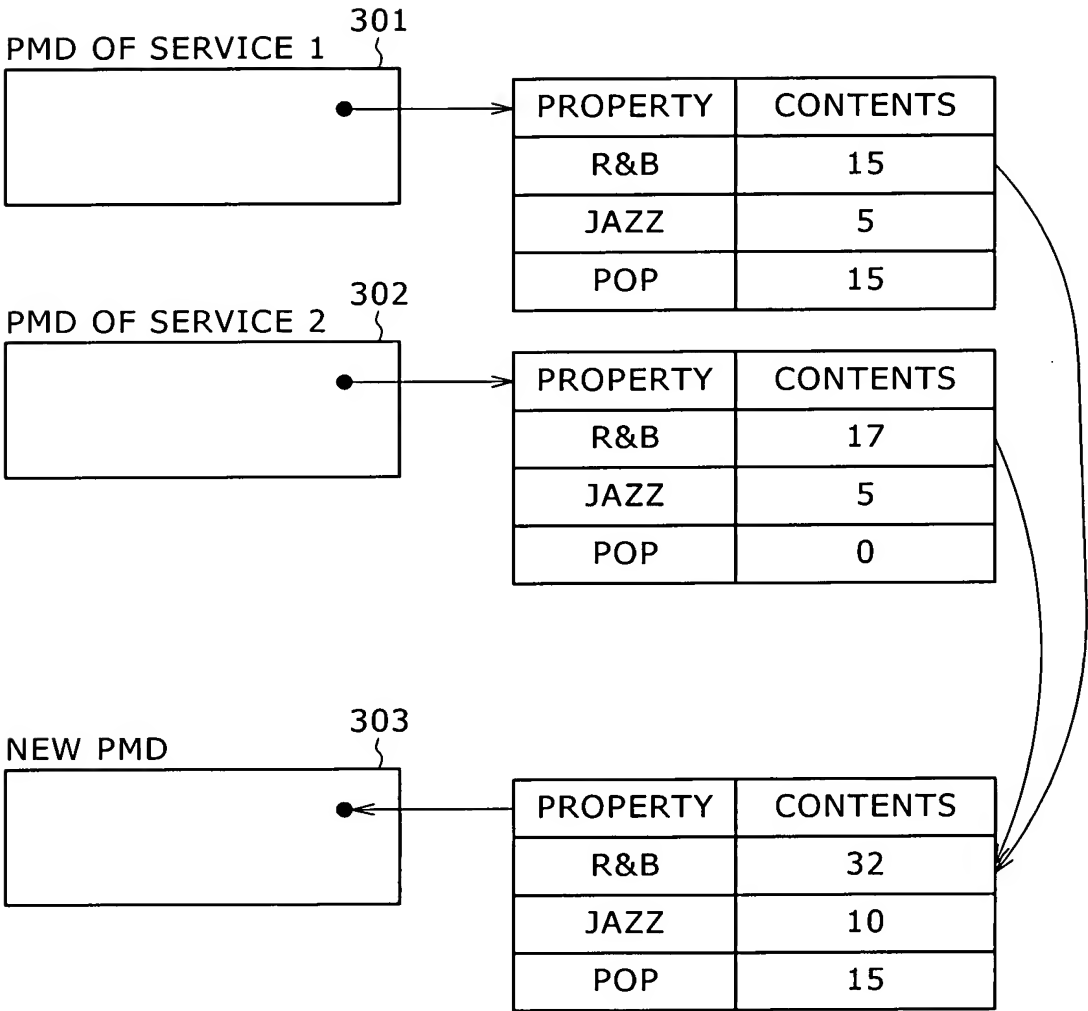 301
PMD OF SERVICE 1
PROPERTY CONTENTS
R&B 15
JAZZ 5
POP 15
302
PMD OF SERVICE 2
PROPERTY CONTENTS
R&B 17
JAZZ 5
POP 0
303
NEW PMD
PROPERTY CONTENTS
R&B 32
JAZZ 10
POP 15